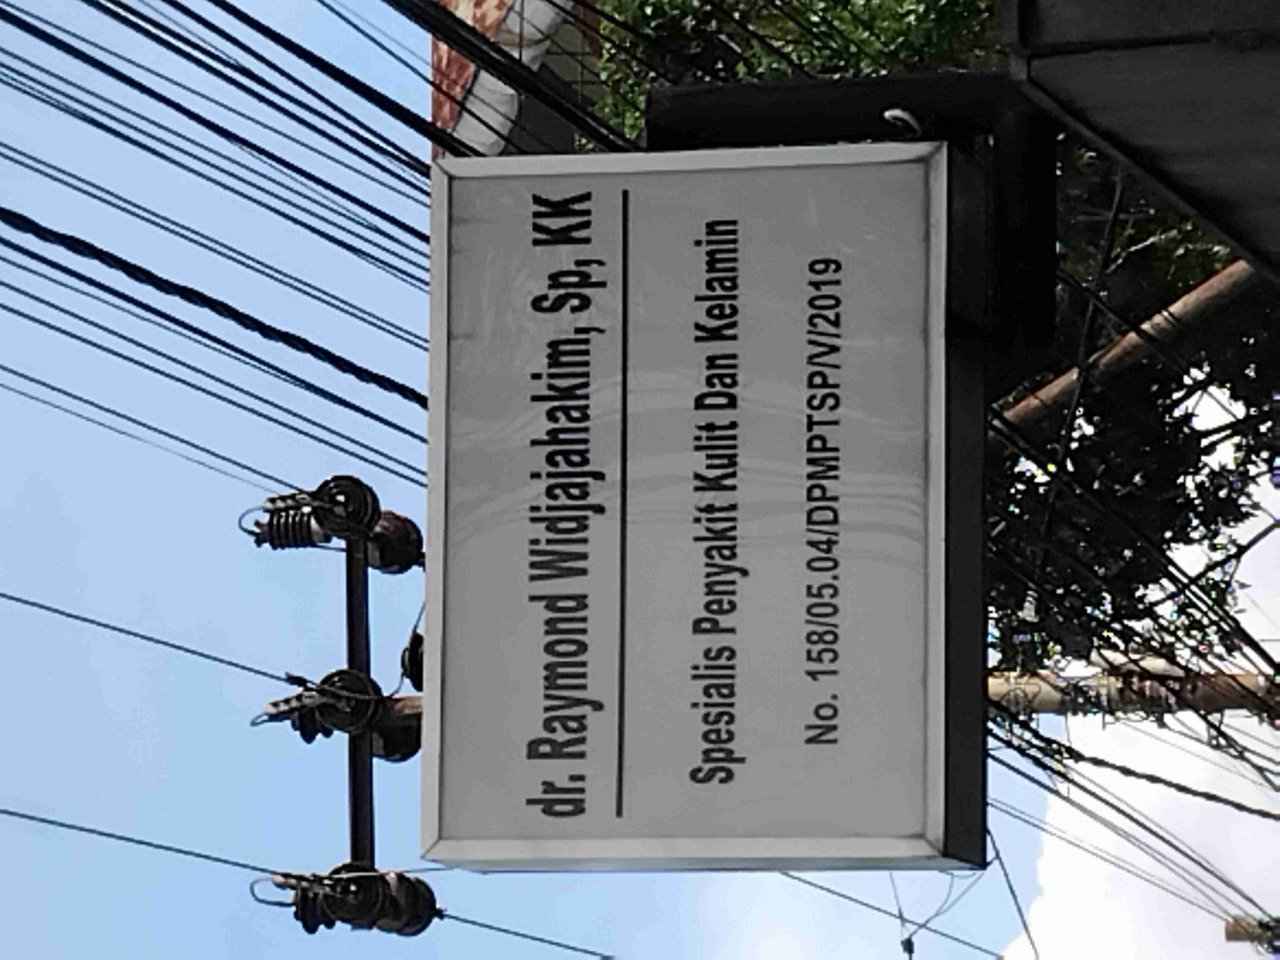 dr. Raymond Widjajahakim, Sp, KK
Spesialis Penyakit Kulit Dan Kelamin
No. 158/05.04/DPMPTSP/V/2019